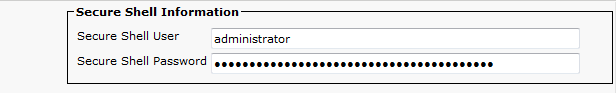 Secure Shell Information
Secure Shell User administrator
Secure Shell Password ••••••••••••••••••••••••••••••••••••••••